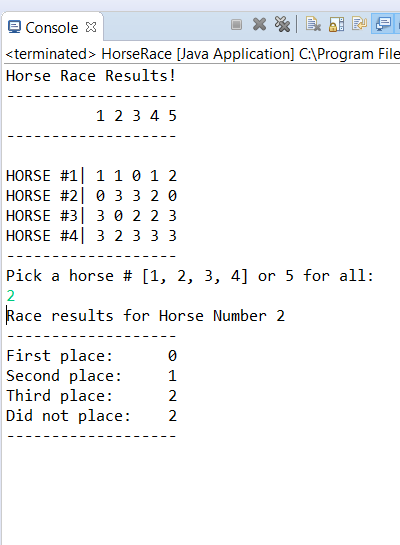 Console
<terminated> HorseRace [Java Application] C:\Program File
Horse Race Results!
-------------------
          1 2 3 4 5
-------------------
HORSE #1| 1 1 0 1 2
HORSE #2| 0 3 3 2 0
HORSE #3| 3 0 2 2 3
HORSE #4| 3 2 3 3 3
-------------------
Pick a horse # [1, 2, 3, 4] or 5 for all:
2
Race results for Horse Number 2
-------------------
First place:      0
Second place:     1
Third place:      2
Did not place:    2
-------------------